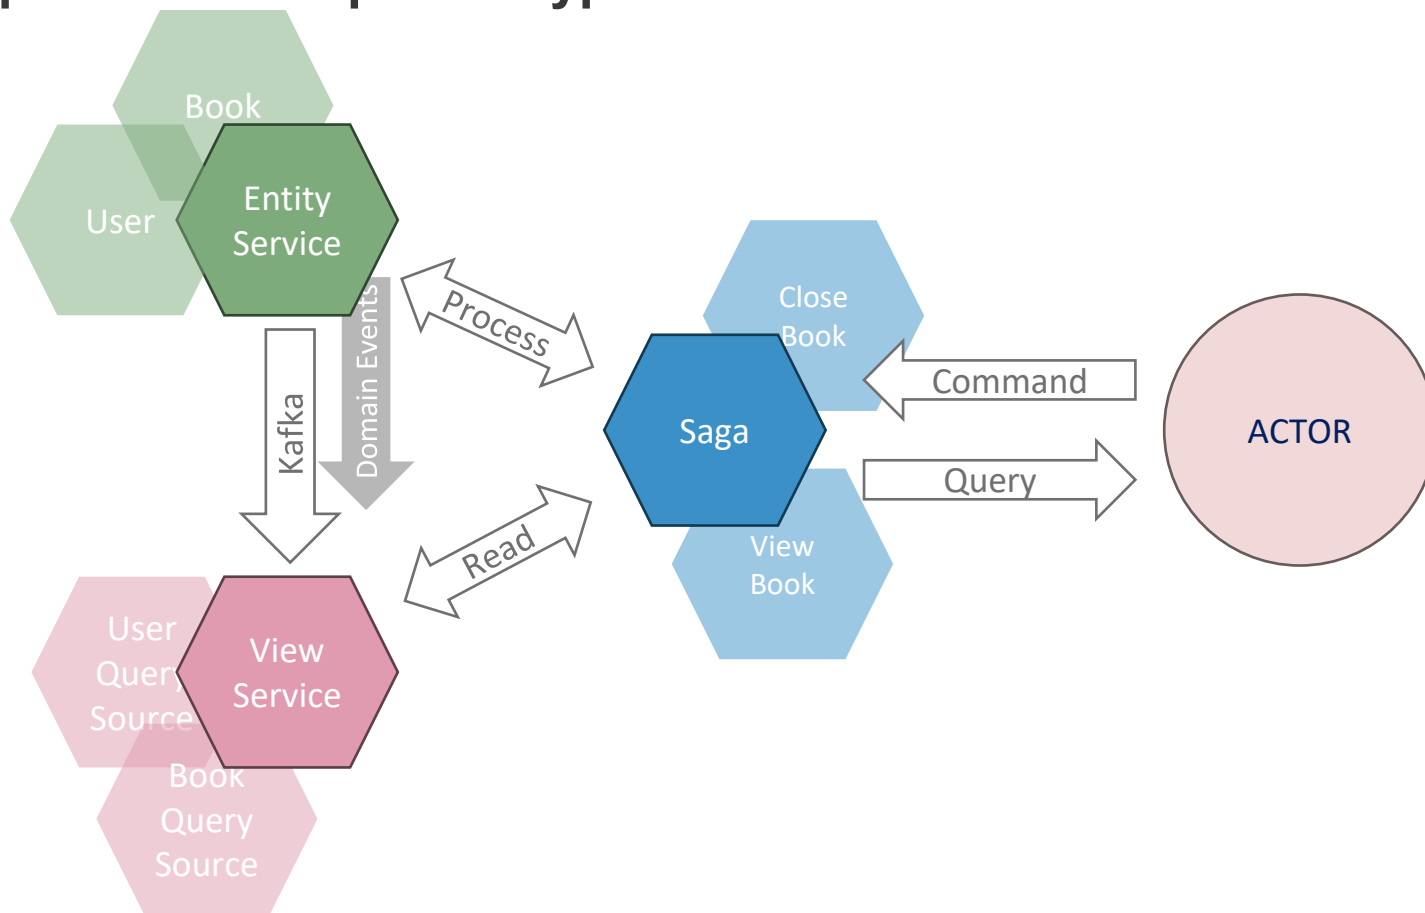 Book
User
Entity
Service
Process
Domain Events
Kafka
Read
Close
Book
Saga
View
Book
Command
Query
ACTOR
User
Query
Source
View
Service
Book
Query
Source